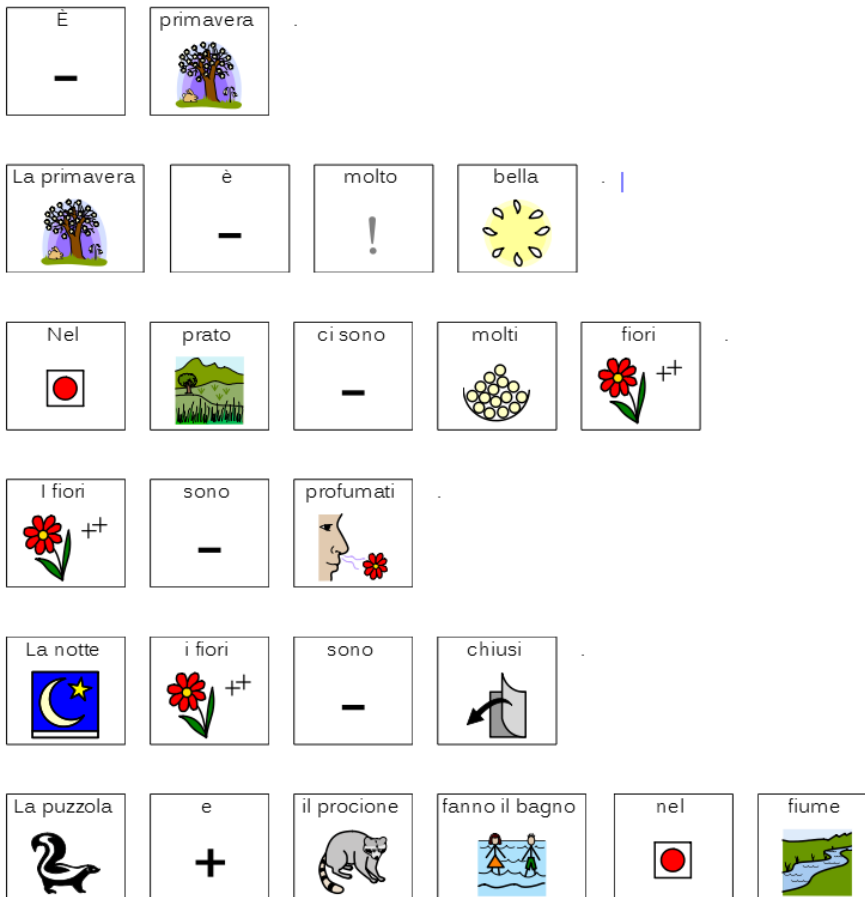 È primavera .
La primavera è molto bella .
Nel prato ci sono molti fiori .
I fiori sono profumati .
La notte i fiori sono chiusi .
La puzzola e il procione fanno il bagno nel fiume